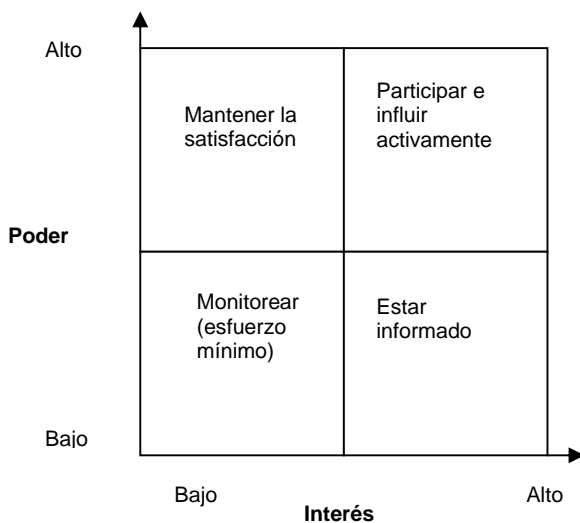 Alto
Mantener la
satisfacción
Participar e
influir
activamente
Poder
Monitorear
(esfuerzo
mínimo)
Estar
informado
Bajo
Bajo
Alto
Interés